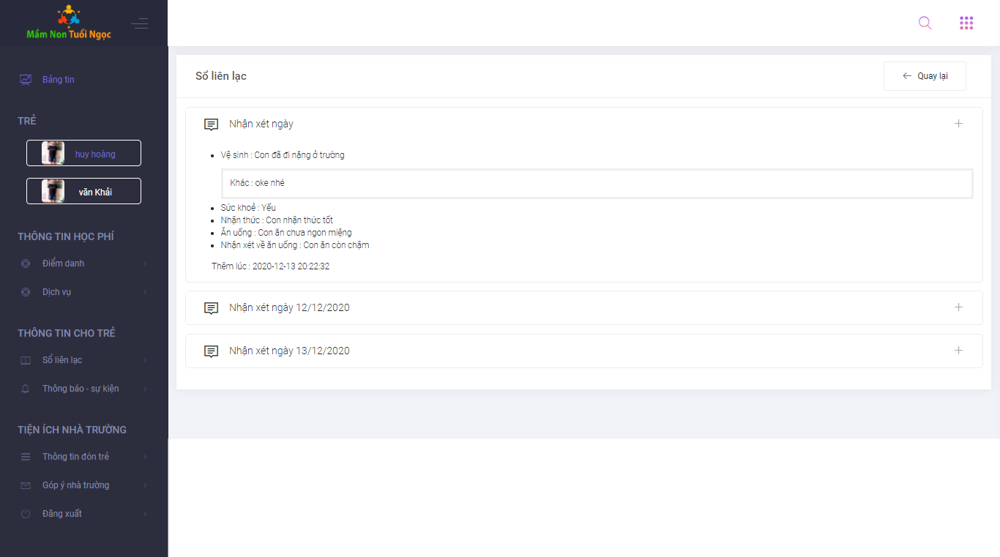 Mầm Non Tuổi Ngọc
Bảng tin
TRẺ
huy hoàng
văn Khải
THÔNG TIN HỌC PHÍ
Điểm danh
Dịch vụ
THÔNG TIN CHO TRẺ
Sổ liên lạc
Thông báo - sự kiện
TIỆN ÍCH NHÀ TRƯỜNG
Thông tin đón trẻ
Góp ý nhà trường
Đăng xuất
Sổ liên lạc
Quay lại
Nhận xét ngày
Vệ sinh : Con đã đi nặng ở trường
Khác : oke nhé
Sức khoẻ : Yếu
Nhận thức : Con nhận thức tốt
Ăn uống : Con ăn chưa ngon miệng
Nhận xét về ăn uống : Con ăn còn chậm
Thêm lúc : 2020-12-13 20:22:32
Nhận xét ngày 12/12/2020
Nhận xét ngày 13/12/2020